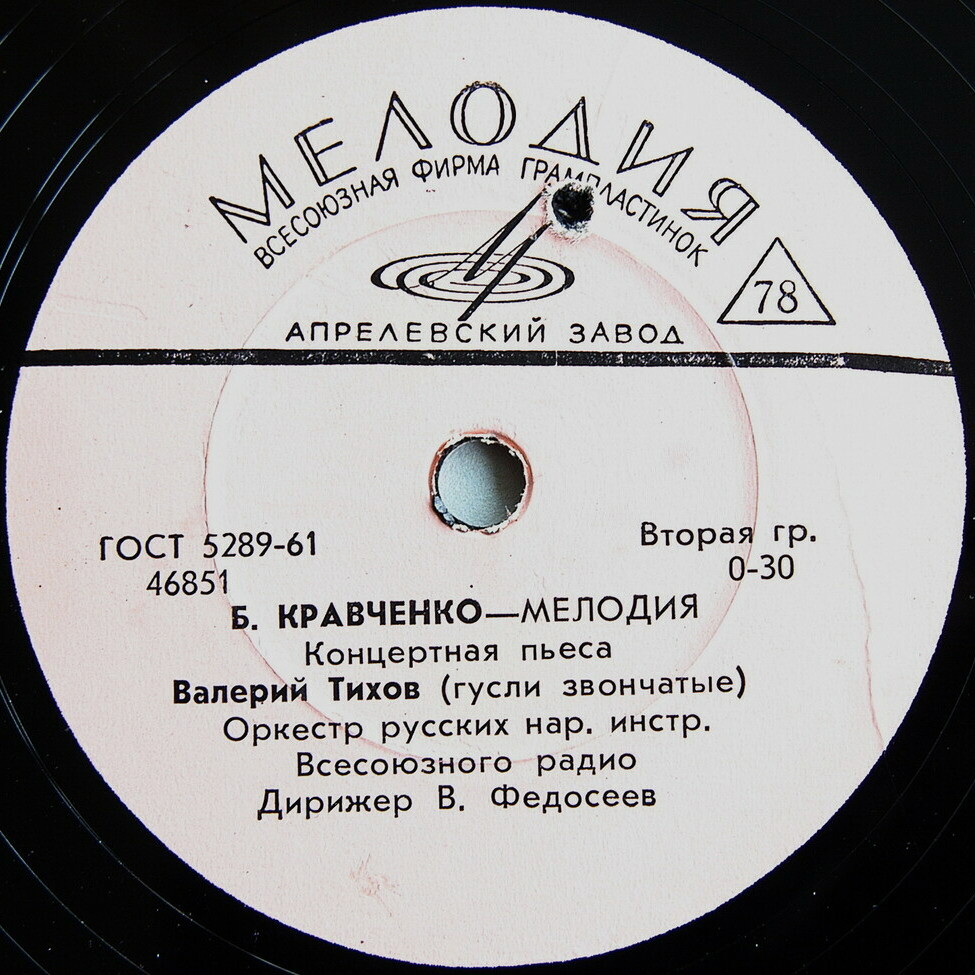 МЕЛОДИЯ
ВСЕСОЮЗНАЯ ФИРМА ГРАМПЛАСТИНОК
78
АПРЕЛЕВСКИЙ ЗАВОД
ГОСТ 5289-61 Вторая гр.
46851 0-30
Б. КРАВЧЕНКО—МЕЛОДИЯ
Концертная пьеса
Валерий Тихов (гусли звончатые)
Оркестр русских нар. инстр.
Всесоюзного радио
Дирижер В. Федосеев